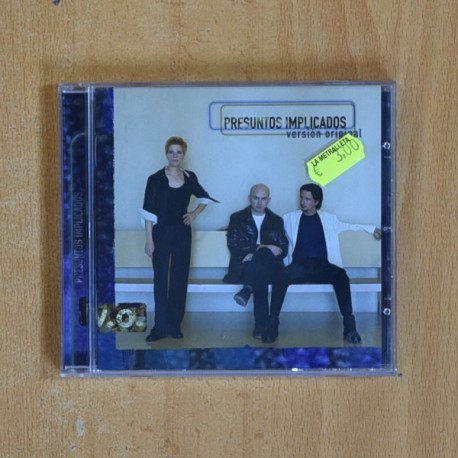 PRESUNTOS IMPLICADOS
versión original
LA METRALLETA
€ 3,00
PRESUNTOS IMPLICADOS